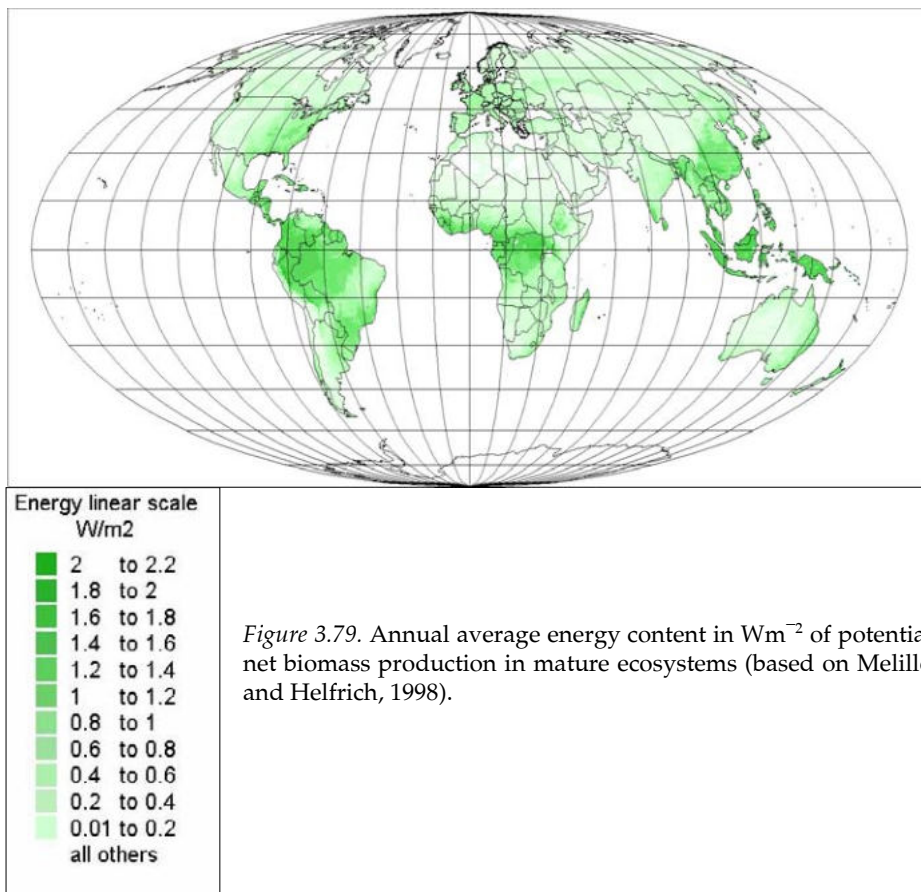 Energy linear scale
W/m2
2 to 2.2
1.8 to 2
1.6 to 1.8
1.4 to 1.6
1.2 to 1.4
1 to 1.2
0.8 to 1
0.6 to 0.8
0.4 to 0.6
0.2 to 0.4
0.01 to 0.2
all others
Figure 3.79. Annual average energy content in Wm⁻² of potentia
net biomass production in mature ecosystems (based on Melill
and Helfrich, 1998).